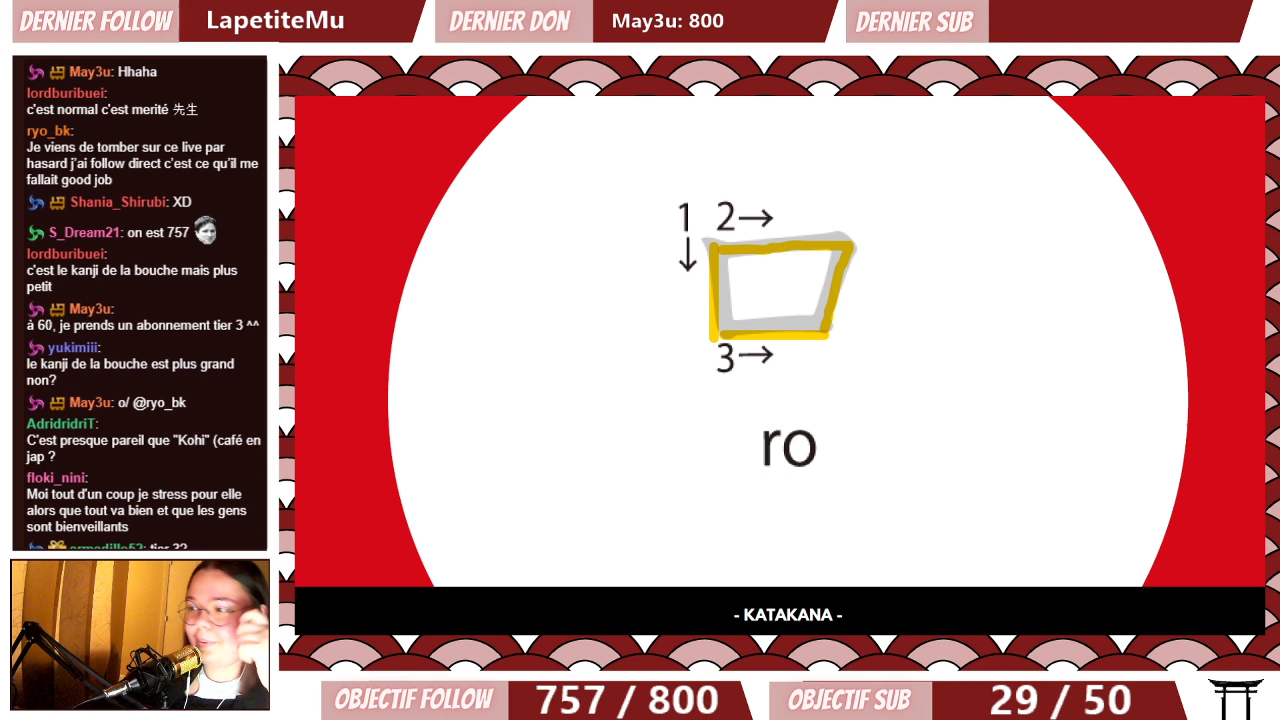 DERNIER FOLLOW
LapetiteMu
DERNIER DON
May3u: 800
DERNIER SUB
May3u: Hhaha
lordburibuei:
c'est normal c'est merité 先生
ryo_bk:
Je viens de tomber sur ce live par
hasard j'ai follow direct c'est ce qu'il me
fallait good job
Shania_Shirubi: XD
S_Dream21: on est 757
lordburibuei:
c'est le kanji de la bouche mais plus
petit
May3u:
à 60, je prends un abonnement tier 3 ^^
yukimiii:
le kanji de la bouche est plus grand
non?
May3u: o/ @ryo_bk
AdridridriT:
C'est presque pareil que "Kohi" (café en
jap ?
floki_nini:
Moi tout d'un coup je stress pour elle
alors que tout va bien et que les gens
sont bienveillants
1 2→
↓
ロ
3→
ro
- KATAKANA -
OBJECTIF FOLLOW
757 / 800
OBJECTIF SUB
29 / 50